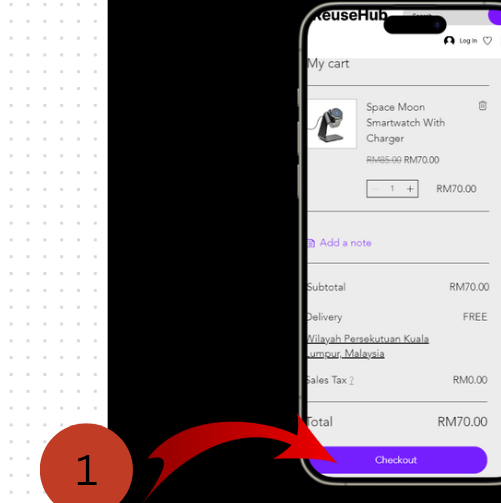 ReuseHub
Log In
My cart
Space Moon
Smartwatch With
Charger
RM85.00 RM70.00
- 1 +
RM70.00
Add a note
Subtotal
RM70.00
Delivery
FREE
Wilayah Persekutuan Kuala
Lumpur, Malaysia
Sales Tax ?
RM0.00
Total
RM70.00
Checkout
1